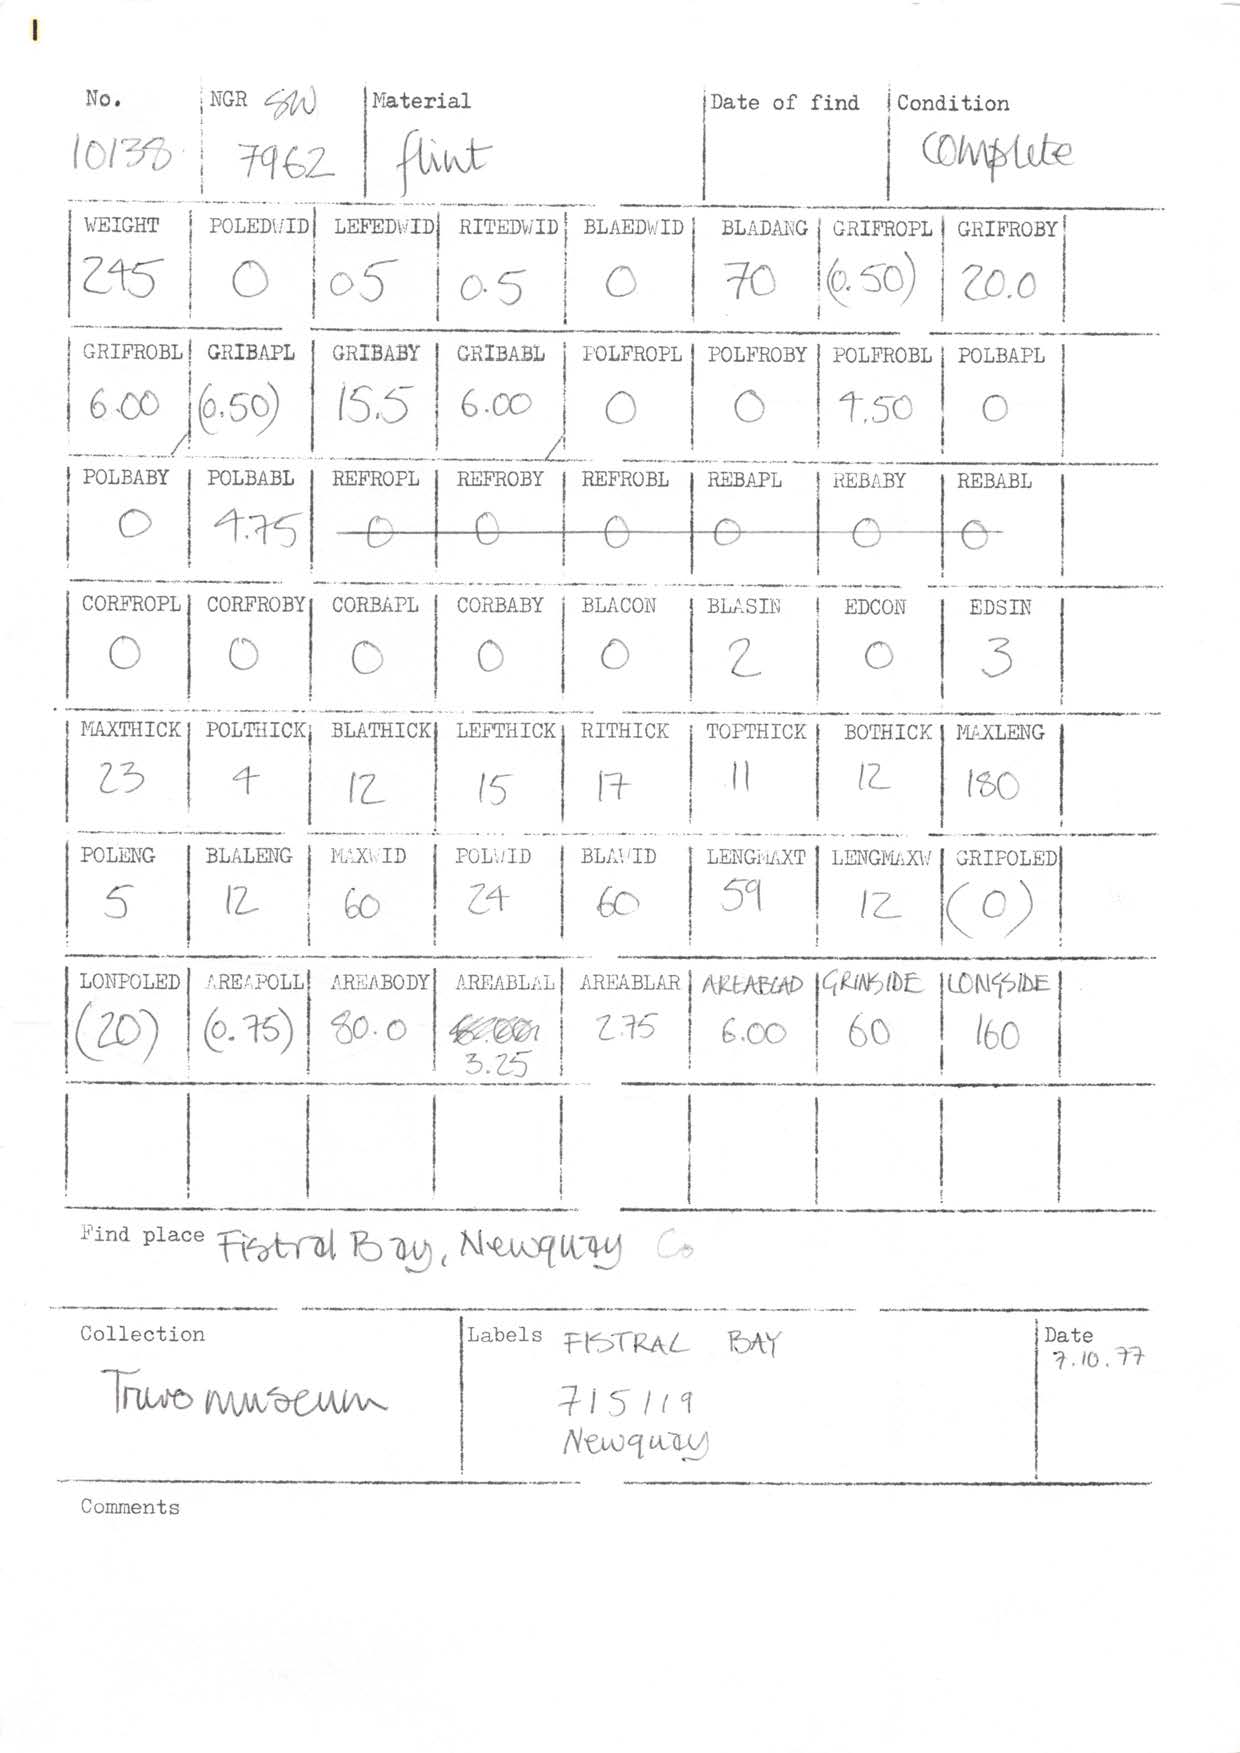 1
No. NGR SW Material Date of find Condition
10138 7962 flint complete
WEIGHT POLEDWID LEFEDWID RITEDWID BLAEDWID BLADANG GRIFROPL GRIFROBY
245 0 05 0.5 0 70 (0.50) 20.0
GRIFROBL GRIBAPL GRIBABY GRIBABL POLFROPL POLFROBY POLFROBL POLBAPL
6.00 (0.50) 15.5 6.00 0 0 4.50 0
POLBABY POLBABL REFROPL REFROBY REFROBL REBAPL REBABY REBABL
0 4.75 0 0 0 0 0 0
CORFROPL CORFROBY CORBAPL CORBABY BLACON BLASIN EDCON EDSIN
0 0 0 0 0 2 0 3
MAXTHICK POLTHICK BLATHICK LEFTHICK RITHICK TOPTHICK BOTHICK MAXLENG
23 4 12 15 17 11 12 180
POLENG BLALENG MAXWID POLWID BLAWID LENGMAXT LENGMAXW GRIPOLED
5 12 60 24 60 59 12 (0)
LONPOLED AREAPOLL AREABODY AREABLAL AREABLAR AREABLAD GRINSIDE LONGSIDE
(20) (0.75) 80.0 2.75 6.00 60 160
3.25
Find place Fistral Bay, Newquay Co
Collection Labels FISTRAL BAY Date
7.10.77
Truro museum 715119
Newquay
Comments